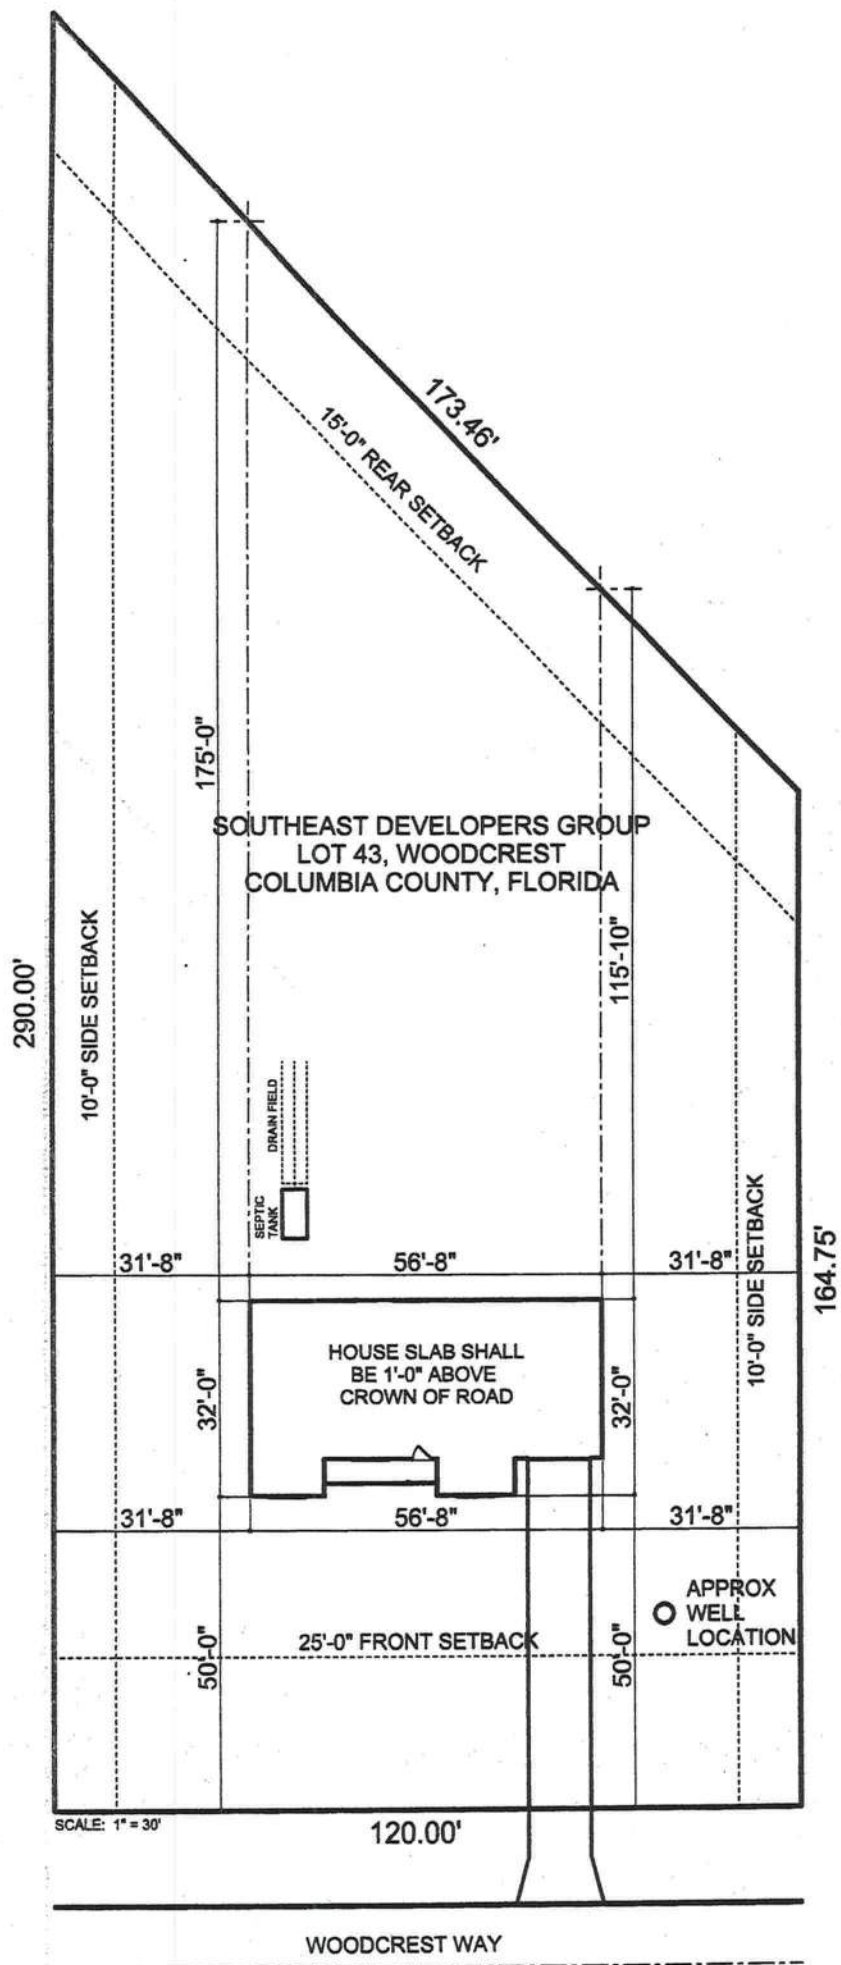 173.46'
15'-0" REAR SETBACK
175'-0"
SOUTHEAST DEVELOPERS GROUP
LOT 43, WOODCREST
COLUMBIA COUNTY, FLORIDA
290.00'
10'-0" SIDE SETBACK
115'-10"
DRAIN FIELD
SEPTIC
TANK
10'-0" SIDE SETBACK
164.75'
31'-8"
56'-8"
31'-8"
HOUSE SLAB SHALL
BE 1'-0" ABOVE
CROWN OF ROAD
32'-0"
32'-0"
31'-8"
56'-8"
31'-8"
APPROX
WELL
LOCATION
25'-0" FRONT SETBACK
50'-0"
50'-0"
SCALE: 1" = 30'
120.00'
WOODCREST WAY